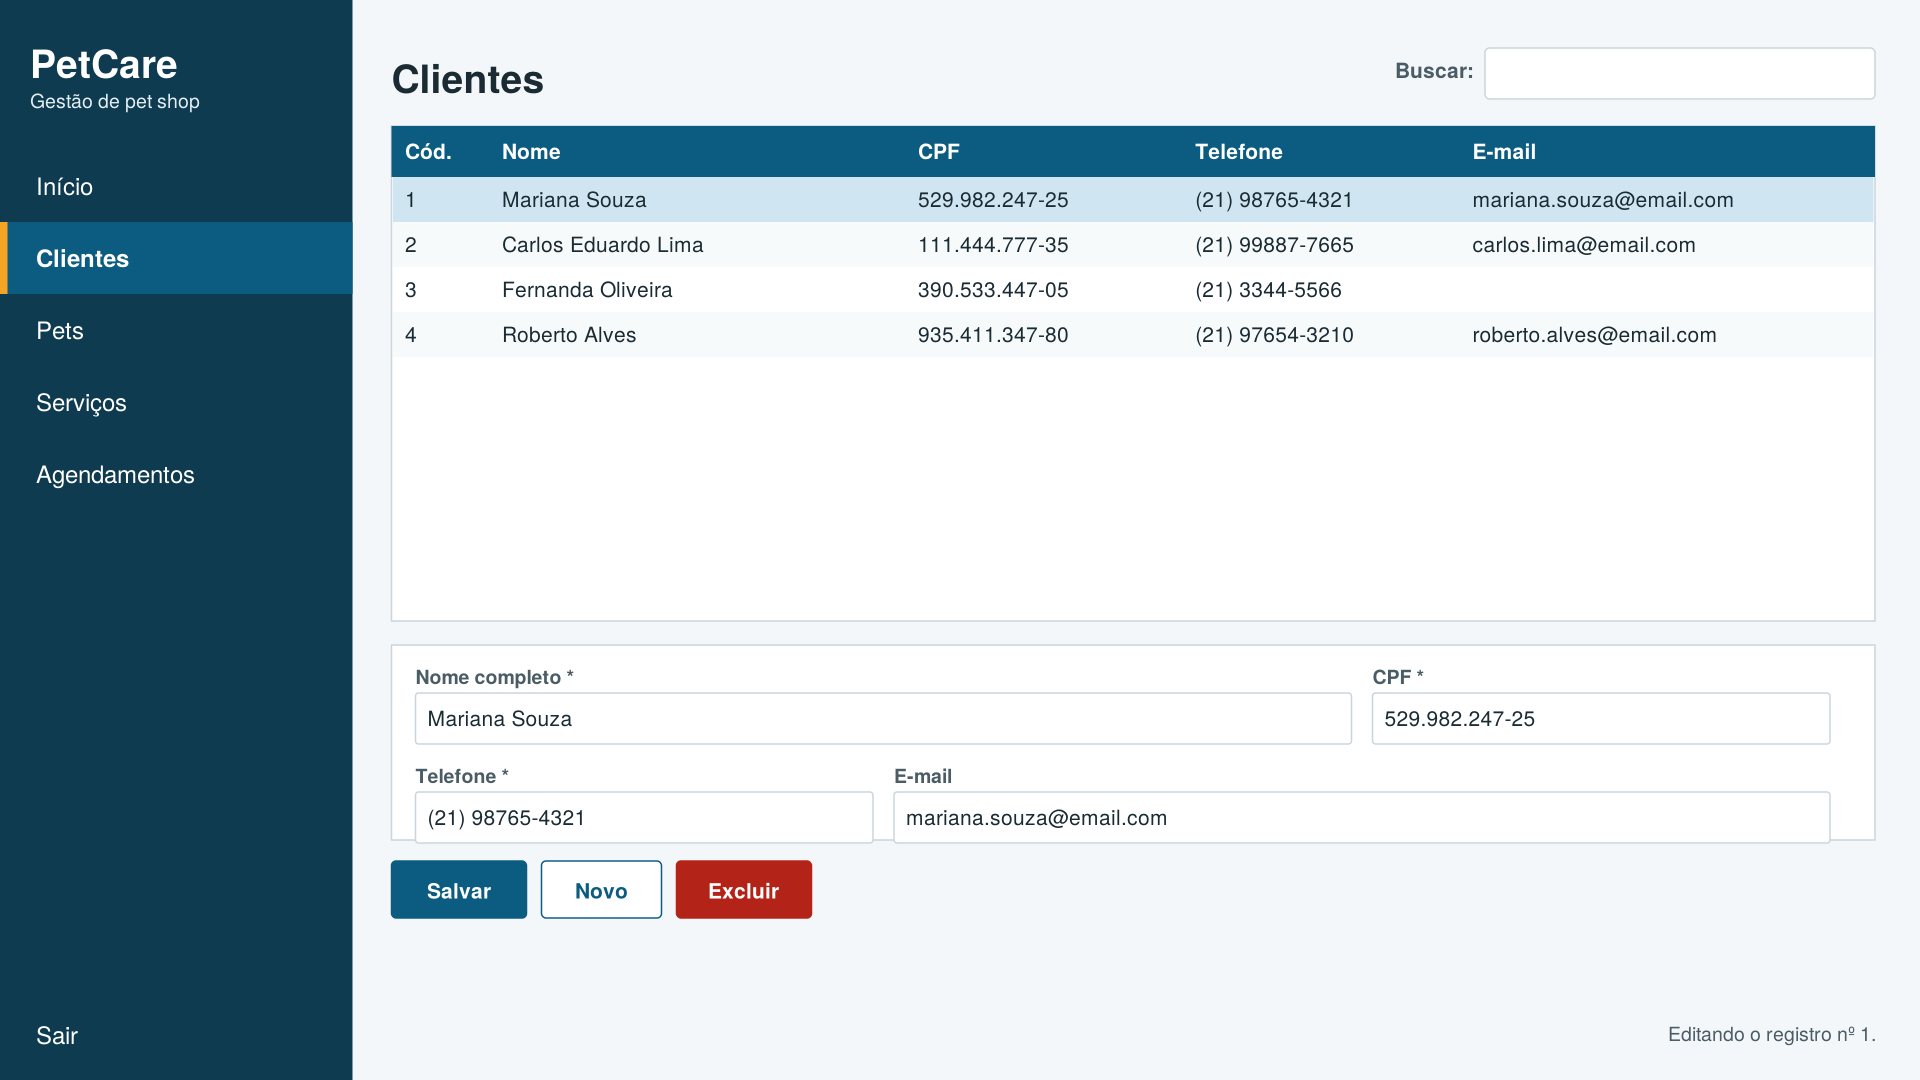 PetCare
Gestão de pet shop
Início
Clientes
Pets
Serviços
Agendamentos
Sair
Clientes
Buscar:
Cód. Nome CPF Telefone E-mail
1 Mariana Souza 529.982.247-25 (21) 98765-4321 mariana.souza@email.com
2 Carlos Eduardo Lima 111.444.777-35 (21) 99887-7665 carlos.lima@email.com
3 Fernanda Oliveira 390.533.447-05 (21) 3344-5566
4 Roberto Alves 935.411.347-80 (21) 97654-3210 roberto.alves@email.com
Nome completo * CPF *
Mariana Souza 529.982.247-25
Telefone * E-mail
(21) 98765-4321 mariana.souza@email.com
Salvar Novo Excluir
Editando o registro nº 1.